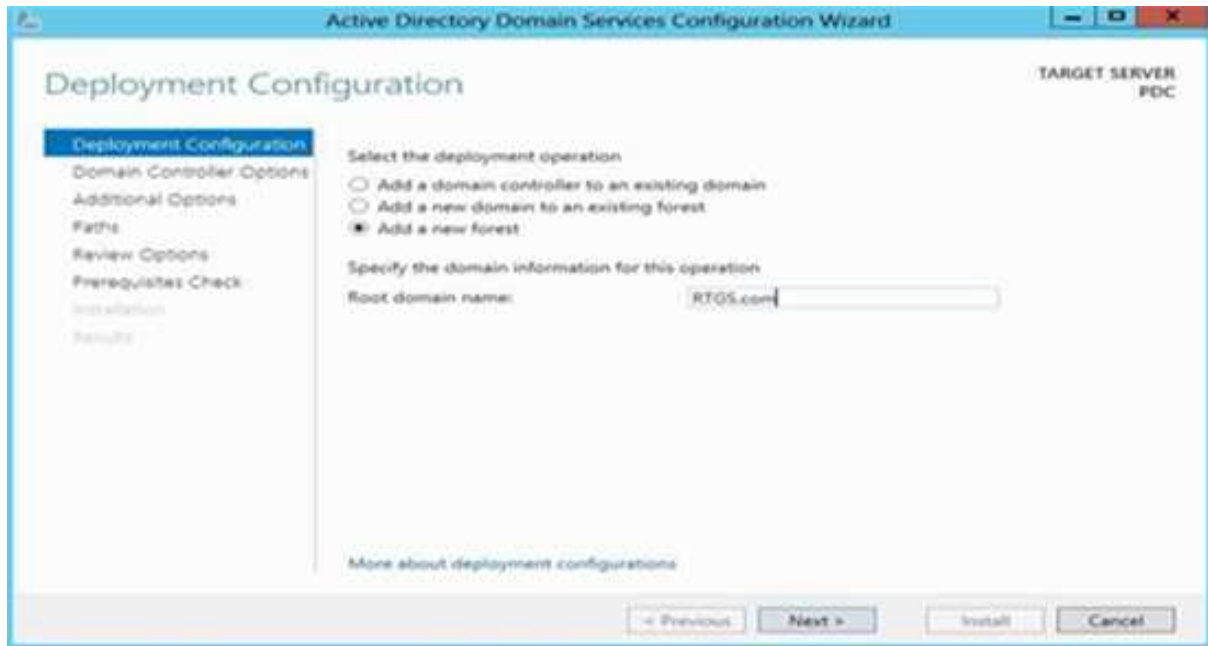 Active Directory Domain Services Configuration Wizard
Deployment Configuration
TARGET SERVER
PDC
Deployment Configuration
Domain Controller Options
Additional Options
Paths
Review Options
Prerequisites Check
Installation
Results
Select the deployment operation
Add a domain controller to an existing domain
Add a new domain to an existing forest
Add a new forest
Specify the domain information for this operation
Root domain name: RTGS.com
More about deployment configurations
< Previous Next > Install Cancel